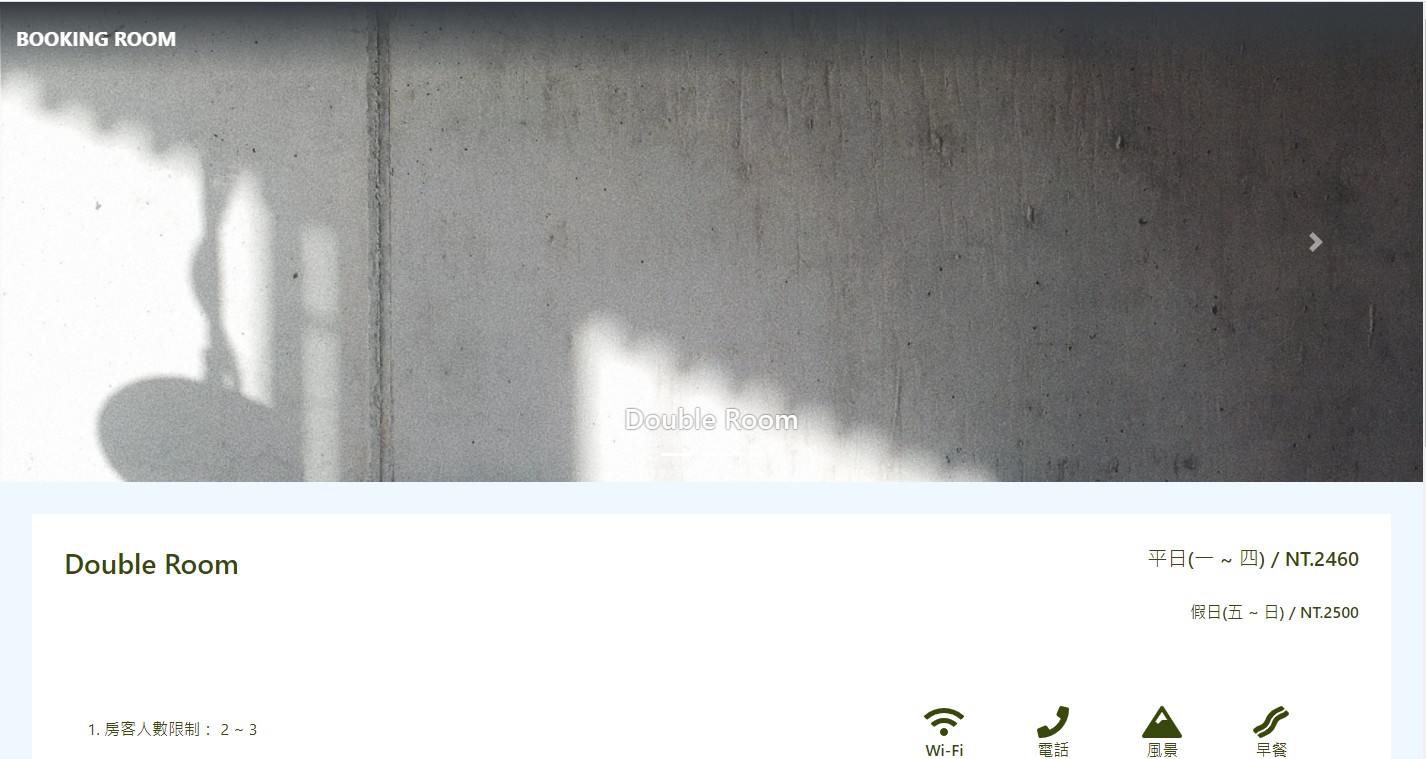 BOOKING ROOM
Double Room
Double Room
平日(一 ~ 四) / NT.2460
假日(五 ~ 日) / NT.2500
1. 房客人數限制： 2 ~ 3
Wi-Fi
電話
風景
早餐